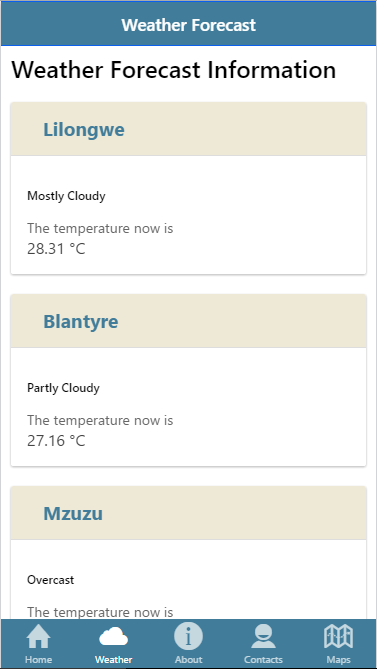 Weather Forecast
Weather Forecast Information
Lilongwe
Mostly Cloudy
The temperature now is
28.31 °C
Blantyre
Partly Cloudy
The temperature now is
27.16 °C
Mzuzu
Overcast
The temperature now is
Home Weather About Contacts Maps